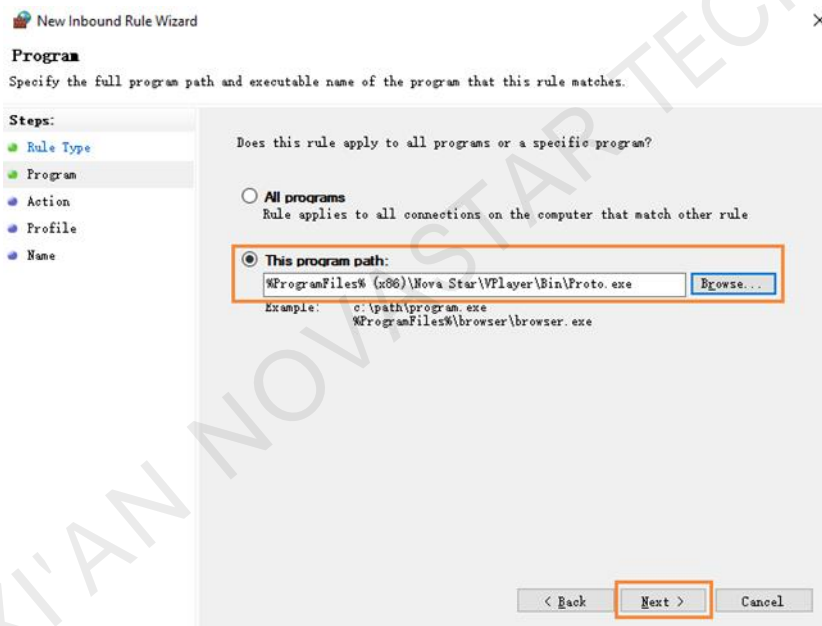 New Inbound Rule Wizard
Program
Specify the full program path and executable name of the program that this rule matches.
Steps:
Rule Type
Program
Action
Profile
Name
Does this rule apply to all programs or a specific program?
All programs
Rule applies to all connections on the computer that match other rule
This program path:
%ProgramFiles% (x86)\Nova Star\VPlayer\Bin\Proto.exe
Browse...
Example: c:\path\program.exe
%ProgramFiles%\browser\browser.exe
< Back
Next >
Cancel
XI'AN NOVASTAR TECH